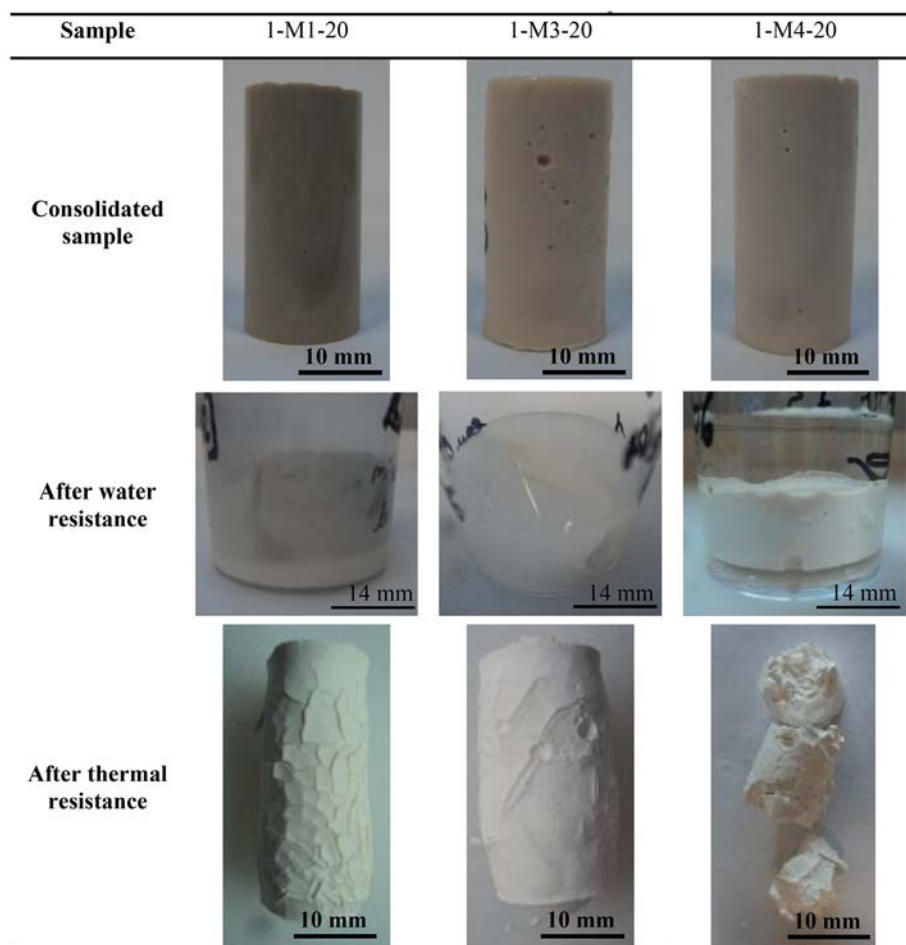 Sample 1-M1-20 1-M3-20 1-M4-20
Consolidated
sample
10 mm 10 mm 10 mm
After water
resistance
14 mm 14 mm 14 mm
After thermal
resistance
10 mm 10 mm 10 mm